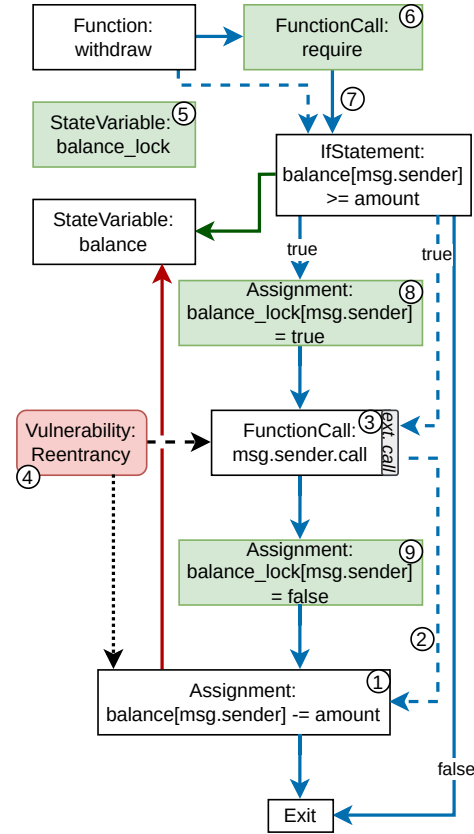 Function:
withdraw
FunctionCall:
require
⑥
⑦
StateVariable:
balance_lock
⑤
IfStatement:
balance[msg.sender]
>= amount
StateVariable:
balance
true
true
Assignment:
balance_lock[msg.sender]
= true
⑧
Vulnerability:
Reentrancy
④
FunctionCall:
msg.sender.call
③
ext. call
Assignment:
balance_lock[msg.sender]
= false
⑨
②
Assignment:
balance[msg.sender] -= amount
①
false
Exit